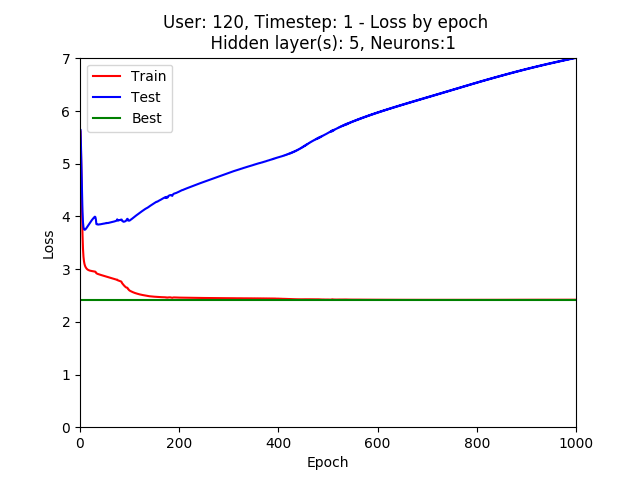 User: 120, Timestep: 1 - Loss by epoch
Hidden layer(s): 5, Neurons:1
Train
Test
Best
7
6
5
4
3
2
1
0
Loss
0 200 400 600 800 1000
Epoch